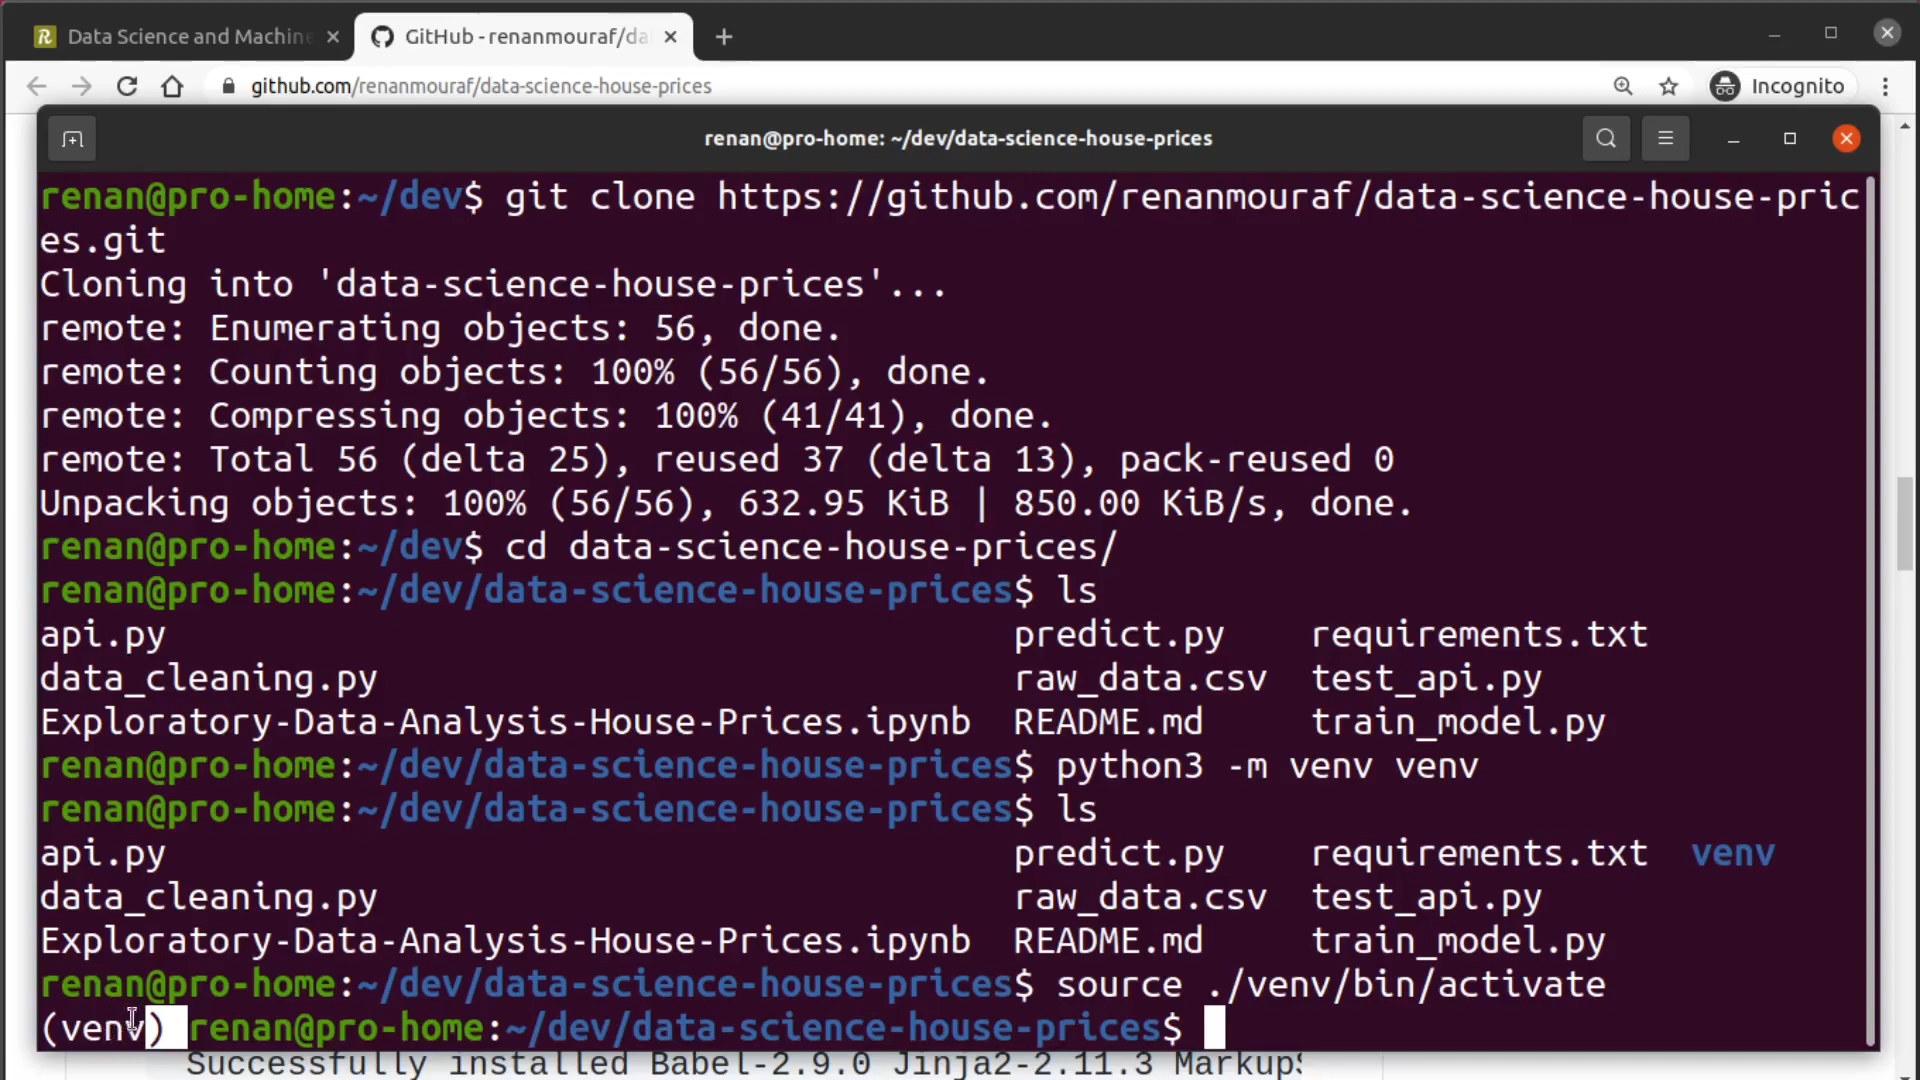 Data Science and Machine
GitHub - renanmouraf/da
github.com/renanmouraf/data-science-house-prices
Incognito
renan@pro-home: ~/dev/data-science-house-prices
renan@pro-home:~/dev$ git clone https://github.com/renanmouraf/data-science-house-pric
es.git
Cloning into 'data-science-house-prices'...
remote: Enumerating objects: 56, done.
remote: Counting objects: 100% (56/56), done.
remote: Compressing objects: 100% (41/41), done.
remote: Total 56 (delta 25), reused 37 (delta 13), pack-reused 0
Unpacking objects: 100% (56/56), 632.95 KiB | 850.00 KiB/s, done.
renan@pro-home:~/dev$ cd data-science-house-prices/
renan@pro-home:~/dev/data-science-house-prices$ ls
api.py predict.py requirements.txt
data_cleaning.py raw_data.csv test_api.py
Exploratory-Data-Analysis-House-Prices.ipynb README.md train_model.py
renan@pro-home:~/dev/data-science-house-prices$ python3 -m venv venv
renan@pro-home:~/dev/data-science-house-prices$ ls
api.py predict.py requirements.txt venv
data_cleaning.py raw_data.csv test_api.py
Exploratory-Data-Analysis-House-Prices.ipynb README.md train_model.py
renan@pro-home:~/dev/data-science-house-prices$ source ./venv/bin/activate
(venv) renan@pro-home:~/dev/data-science-house-prices$
Successfully installed Babel-2.9.0 Jinja2-2.11.3 Markup